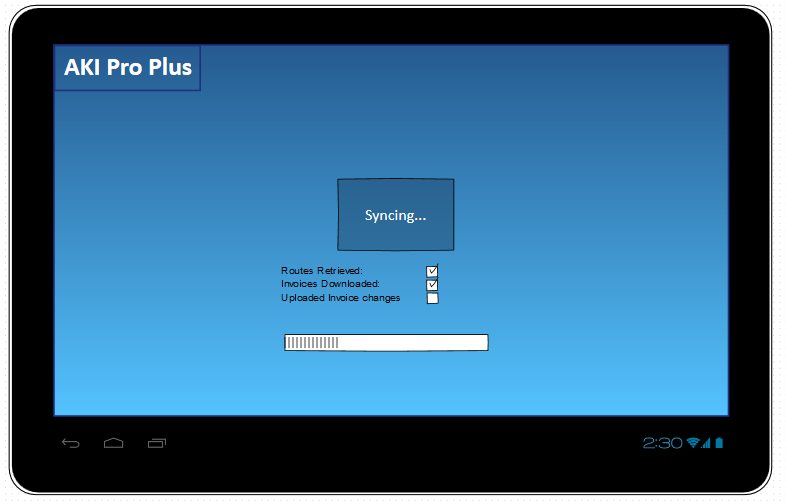 AKI Pro Plus
Syncing...
Routes Retrieved:
Invoices Downloaded:
Uploaded Invoice changes
2:30